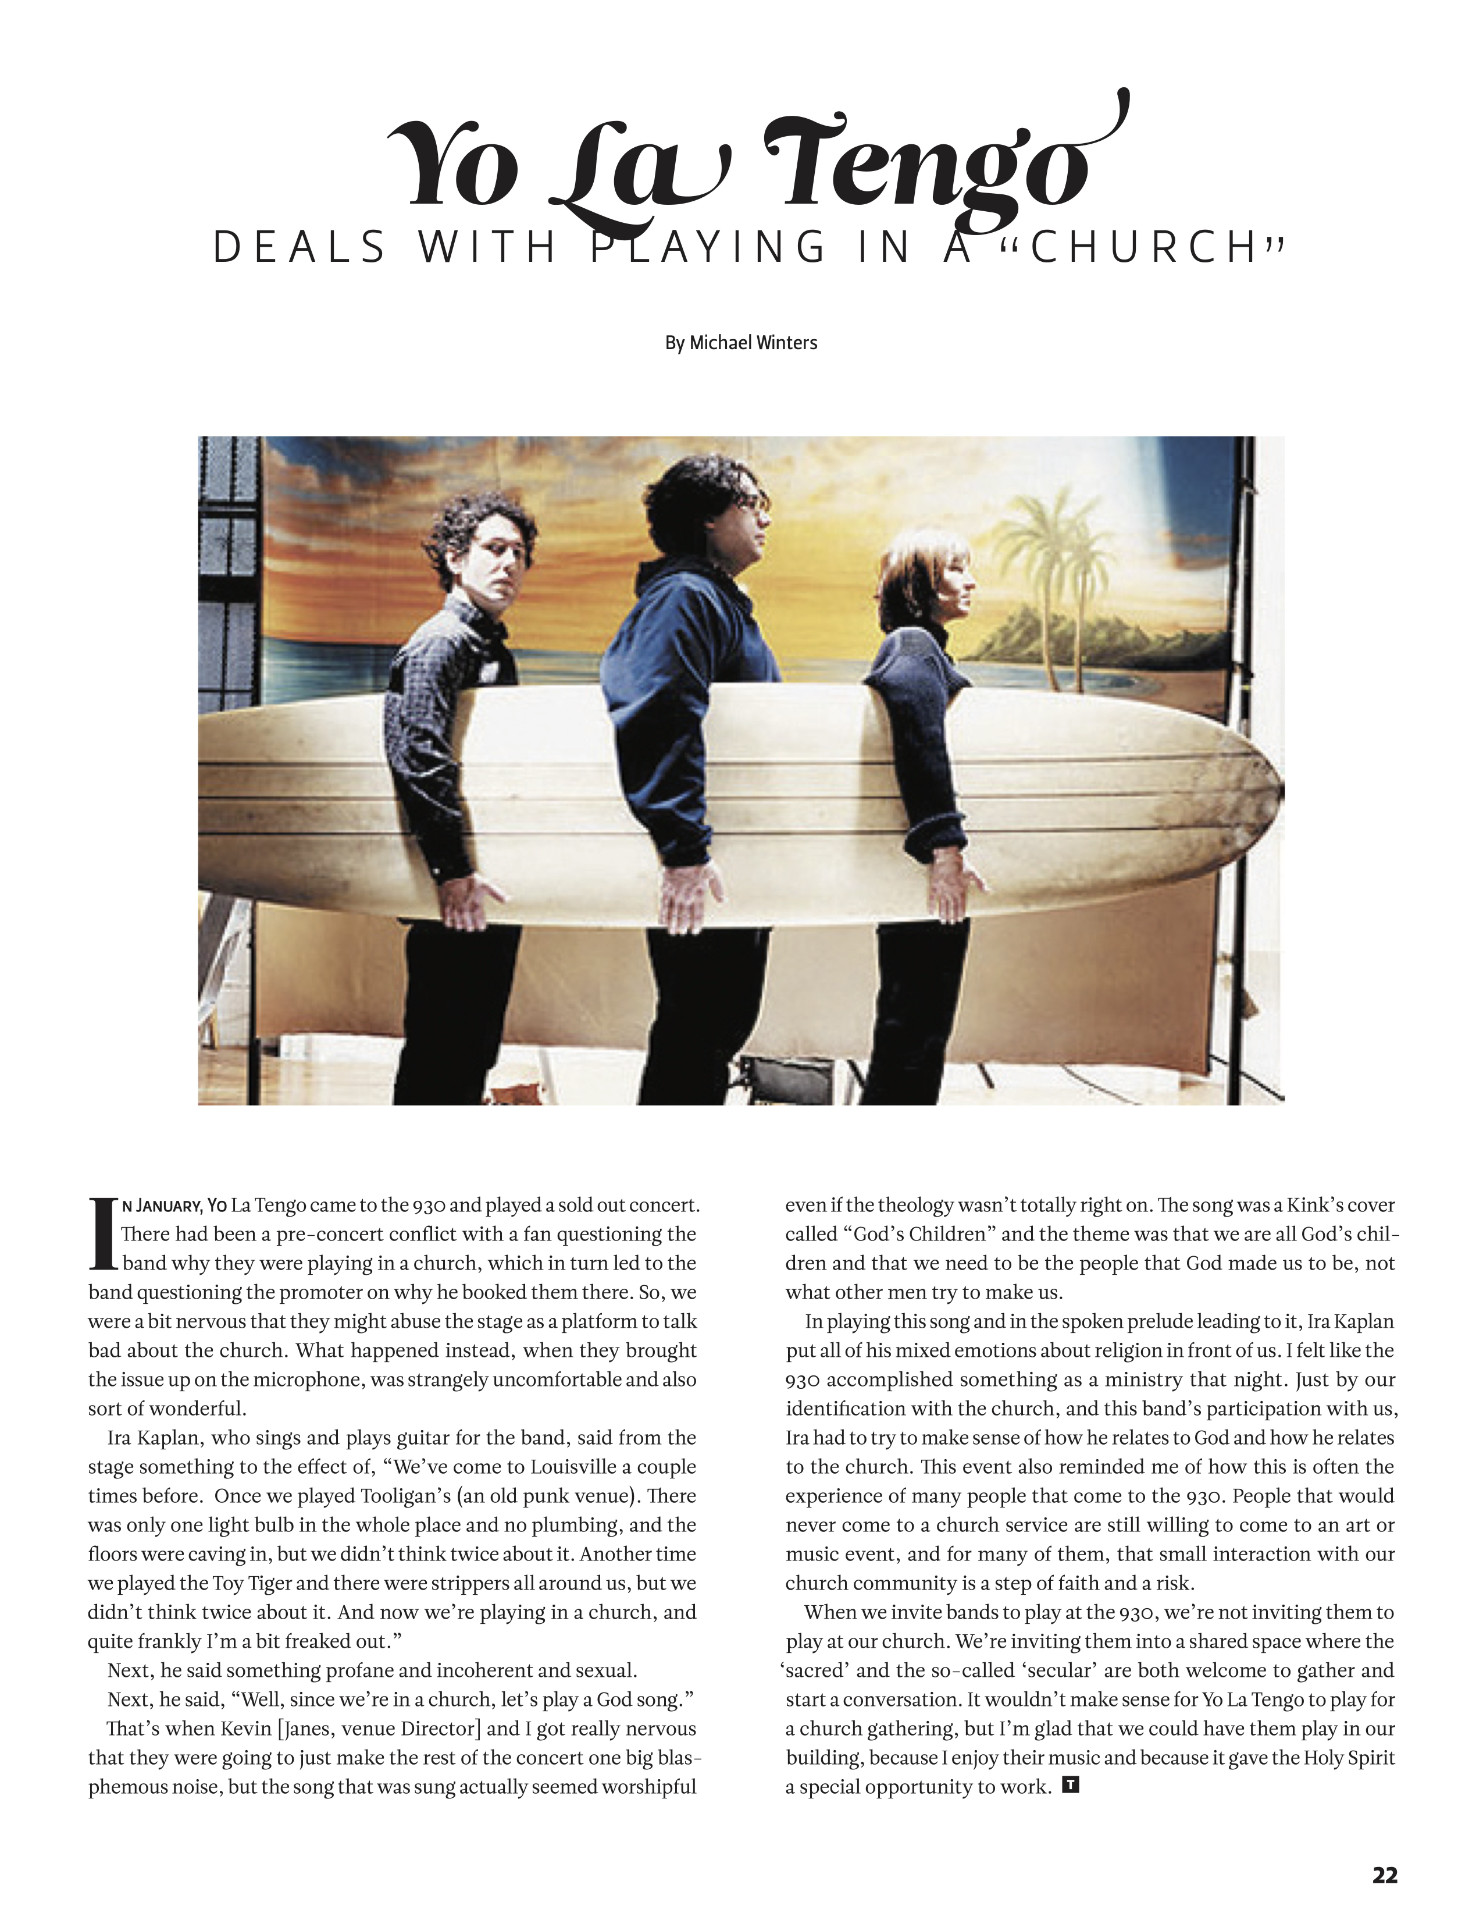 Yo La Tengo
DEALS WITH PLAYING IN A “CHURCH”
By Michael Winters
IN JANUARY, YO La Tengo came to the 930 and played a sold out concert.
There had been a pre-concert conflict with a fan questioning the
band why they were playing in a church, which in turn led to the
band questioning the promoter on why he booked them there. So, we
were a bit nervous that they might abuse the stage as a platform to talk
bad about the church. What happened instead, when they brought
the issue up on the microphone, was strangely uncomfortable and also
sort of wonderful.
Ira Kaplan, who sings and plays guitar for the band, said from the
stage something to the effect of, “We’ve come to Louisville a couple
times before. Once we played Tooligan’s (an old punk venue). There
was only one light bulb in the whole place and no plumbing, and the
floors were caving in, but we didn’t think twice about it. Another time
we played the Toy Tiger and there were strippers all around us, but we
didn’t think twice about it. And now we’re playing in a church, and
quite frankly I’m a bit freaked out.”
Next, he said something profane and incoherent and sexual.
Next, he said, “Well, since we’re in a church, let’s play a God song.”
That’s when Kevin [Janes, venue Director] and I got really nervous
that they were going to just make the rest of the concert one big blas-
phemous noise, but the song that was sung actually seemed worshipful
even if the theology wasn’t totally right on. The song was a Kink’s cover
called “God’s Children” and the theme was that we are all God’s chil-
dren and that we need to be the people that God made us to be, not
what other men try to make us.
In playing this song and in the spoken prelude leading to it, Ira Kaplan
put all of his mixed emotions about religion in front of us. I felt like the
930 accomplished something as a ministry that night. Just by our
identification with the church, and this band’s participation with us,
Ira had to try to make sense of how he relates to God and how he relates
to the church. This event also reminded me of how this is often the
experience of many people that come to the 930. People that would
never come to a church service are still willing to come to an art or
music event, and for many of them, that small interaction with our
church community is a step of faith and a risk.
When we invite bands to play at the 930, we’re not inviting them to
play at our church. We’re inviting them into a shared space where the
‘sacred’ and the so-called ‘secular’ are both welcome to gather and
start a conversation. It wouldn’t make sense for Yo La Tengo to play for
a church gathering, but I’m glad that we could have them play in our
building, because I enjoy their music and because it gave the Holy Spirit
a special opportunity to work. T
22